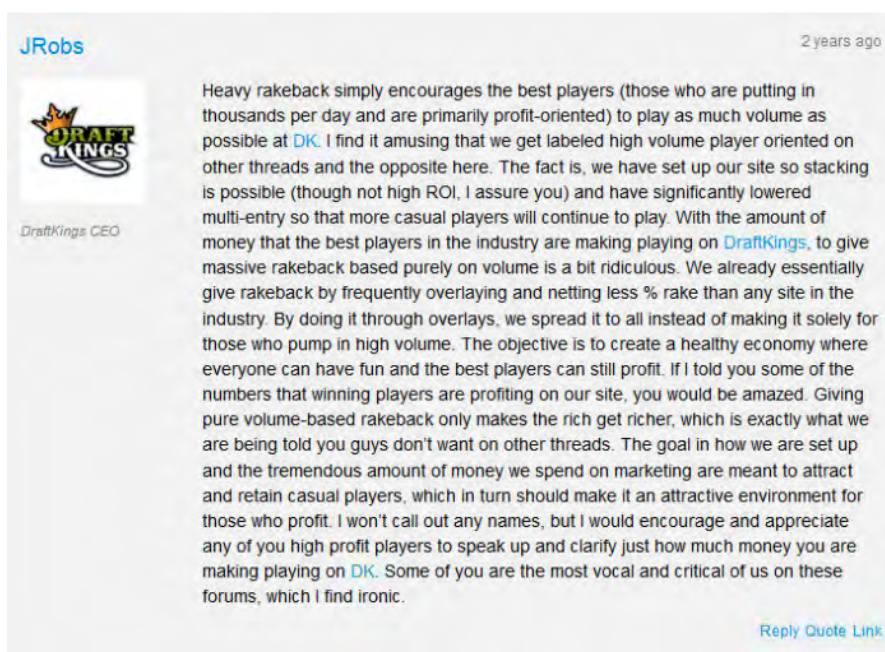 JRobs
2 years ago
DRAFT
KINGS
DraftKings CEO
Heavy rakeback simply encourages the best players (those who are putting in
thousands per day and are primarily profit-oriented) to play as much volume as
possible at DK. I find it amusing that we get labeled high volume player oriented on
other threads and the opposite here. The fact is, we have set up our site so stacking
is possible (though not high ROI, I assure you) and have significantly lowered
multi-entry so that more casual players will continue to play. With the amount of
money that the best players in the industry are making playing on DraftKings, to give
massive rakeback based purely on volume is a bit ridiculous. We already essentially
give rakeback by frequently overlaying and netting less % rake than any site in the
industry. By doing it through overlays, we spread it to all instead of making it solely for
those who pump in high volume. The objective is to create a healthy economy where
everyone can have fun and the best players can still profit. If I told you some of the
numbers that winning players are profiting on our site, you would be amazed. Giving
pure volume-based rakeback only makes the rich get richer, which is exactly what we
are being told you guys don't want on other threads. The goal in how we are set up
and the tremendous amount of money we spend on marketing are meant to attract
and retain casual players, which in turn should make it an attractive environment for
those who profit. I won't call out any names, but I would encourage and appreciate
any of you high profit players to speak up and clarify just how much money you are
making playing on DK. Some of you are the most vocal and critical of us on these
forums, which I find ironic.
Reply Quote Link